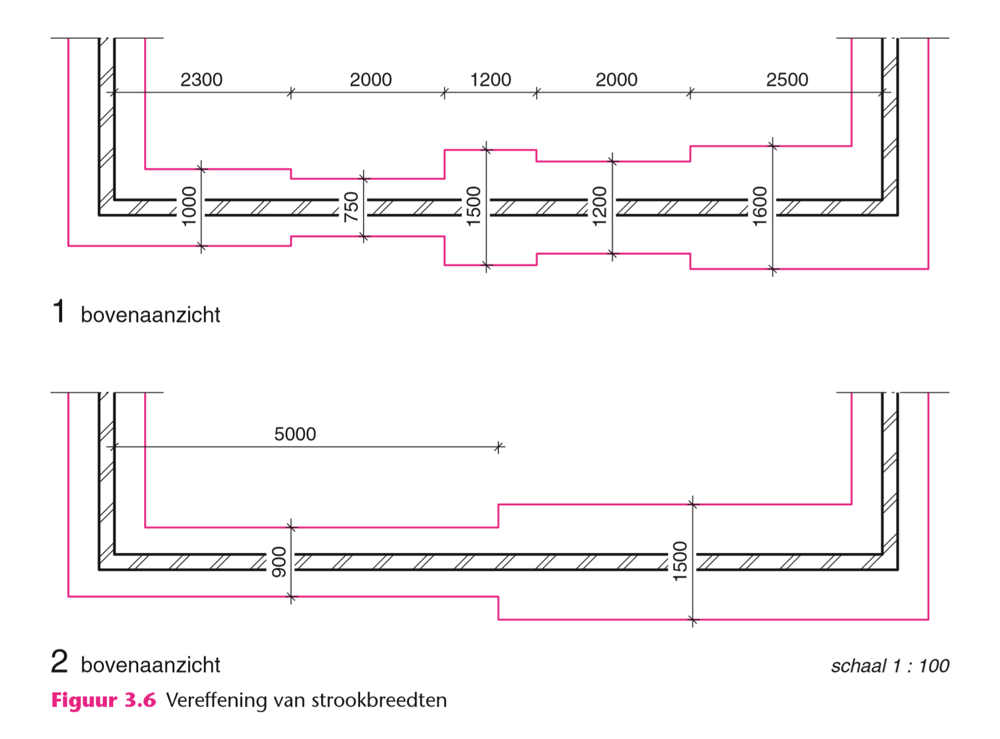 2300 2000 1200 2000 2500
1000 750 1500 1200 1600
1 bovenaanzicht
5000
900 1500
2 bovenaanzicht schaal 1 : 100
Figuur 3.6 Vereffening van strookbreedten